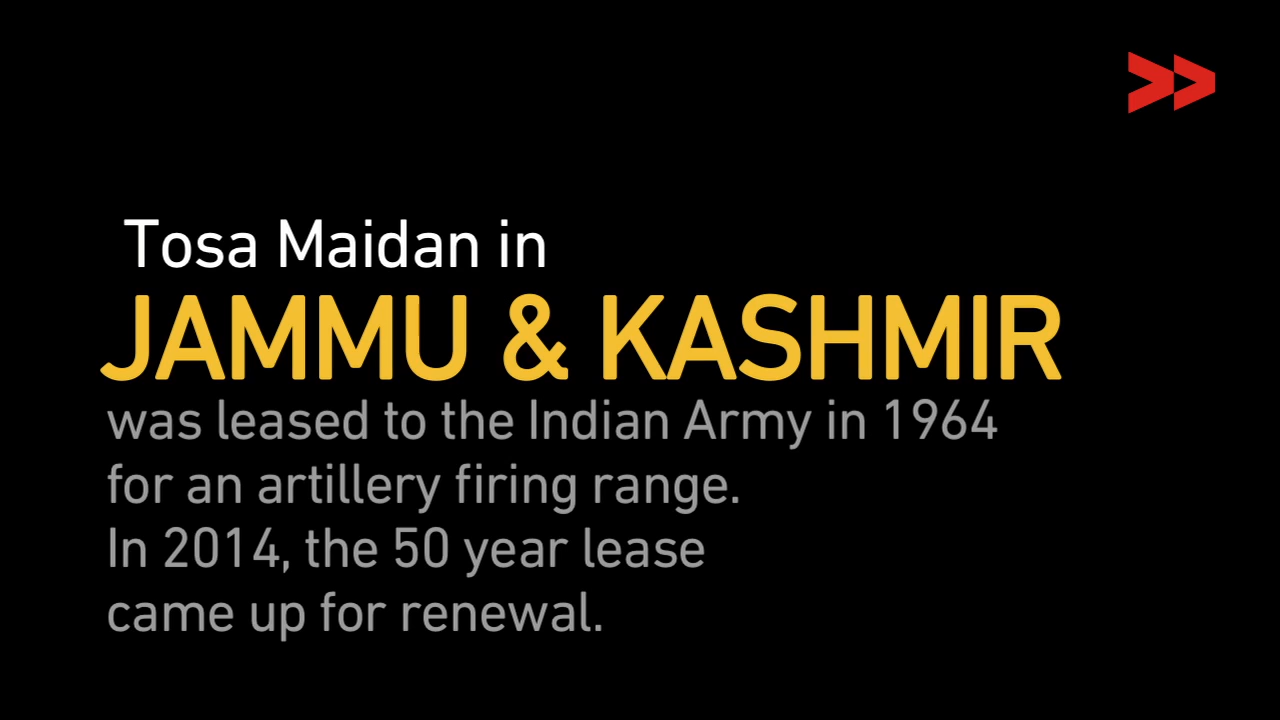 Tosa Maidan in
JAMMU & KASHMIR
was leased to the Indian Army in 1964
for an artillery firing range.
In 2014, the 50 year lease
came up for renewal.